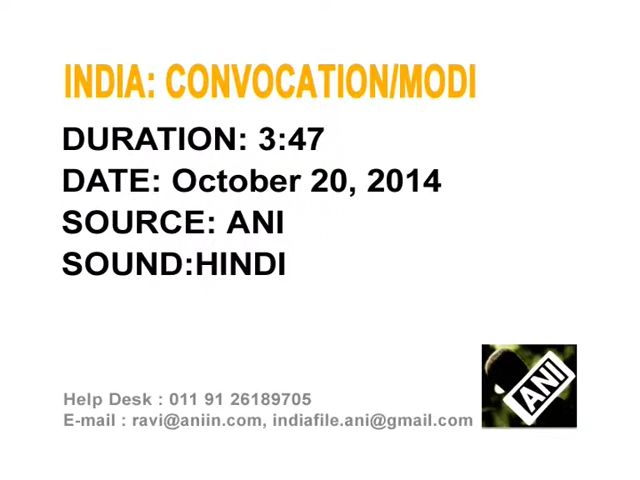 INDIA: CONVOCATION/MODI
DURATION: 3:47
DATE: October 20, 2014
SOURCE: ANI
SOUND:HINDI
Help Desk : 011 91 26189705
E-mail : ravi@aniin.com, indiafile.ani@gmail.com
ANI